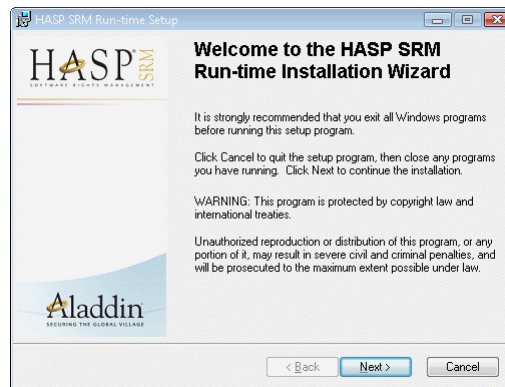 HASP SRM Run-time Setup
HASP SRM
SOFTWARE RIGHTS MANAGEMENT
Welcome to the HASP SRM
Run-time Installation Wizard
It is strongly recommended that you exit all Windows programs
before running this setup program.
Click Cancel to quit the setup program, then close any programs
you have running. Click Next to continue the installation.
WARNING: This program is protected by copyright law and
international treaties.
Unauthorized reproduction or distribution of this program, or any
portion of it, may result in severe civil and criminal penalties, and
will be prosecuted to the maximum extent possible under law.
Aladdin
SECURING THE GLOBAL VILLAGE
< Back
Next >
Cancel